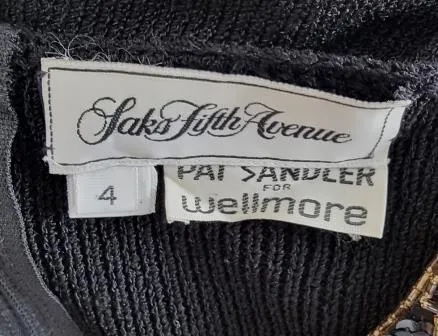 Saks Fifth Avenue
4
PAT SANDLER
FOR
wellmore